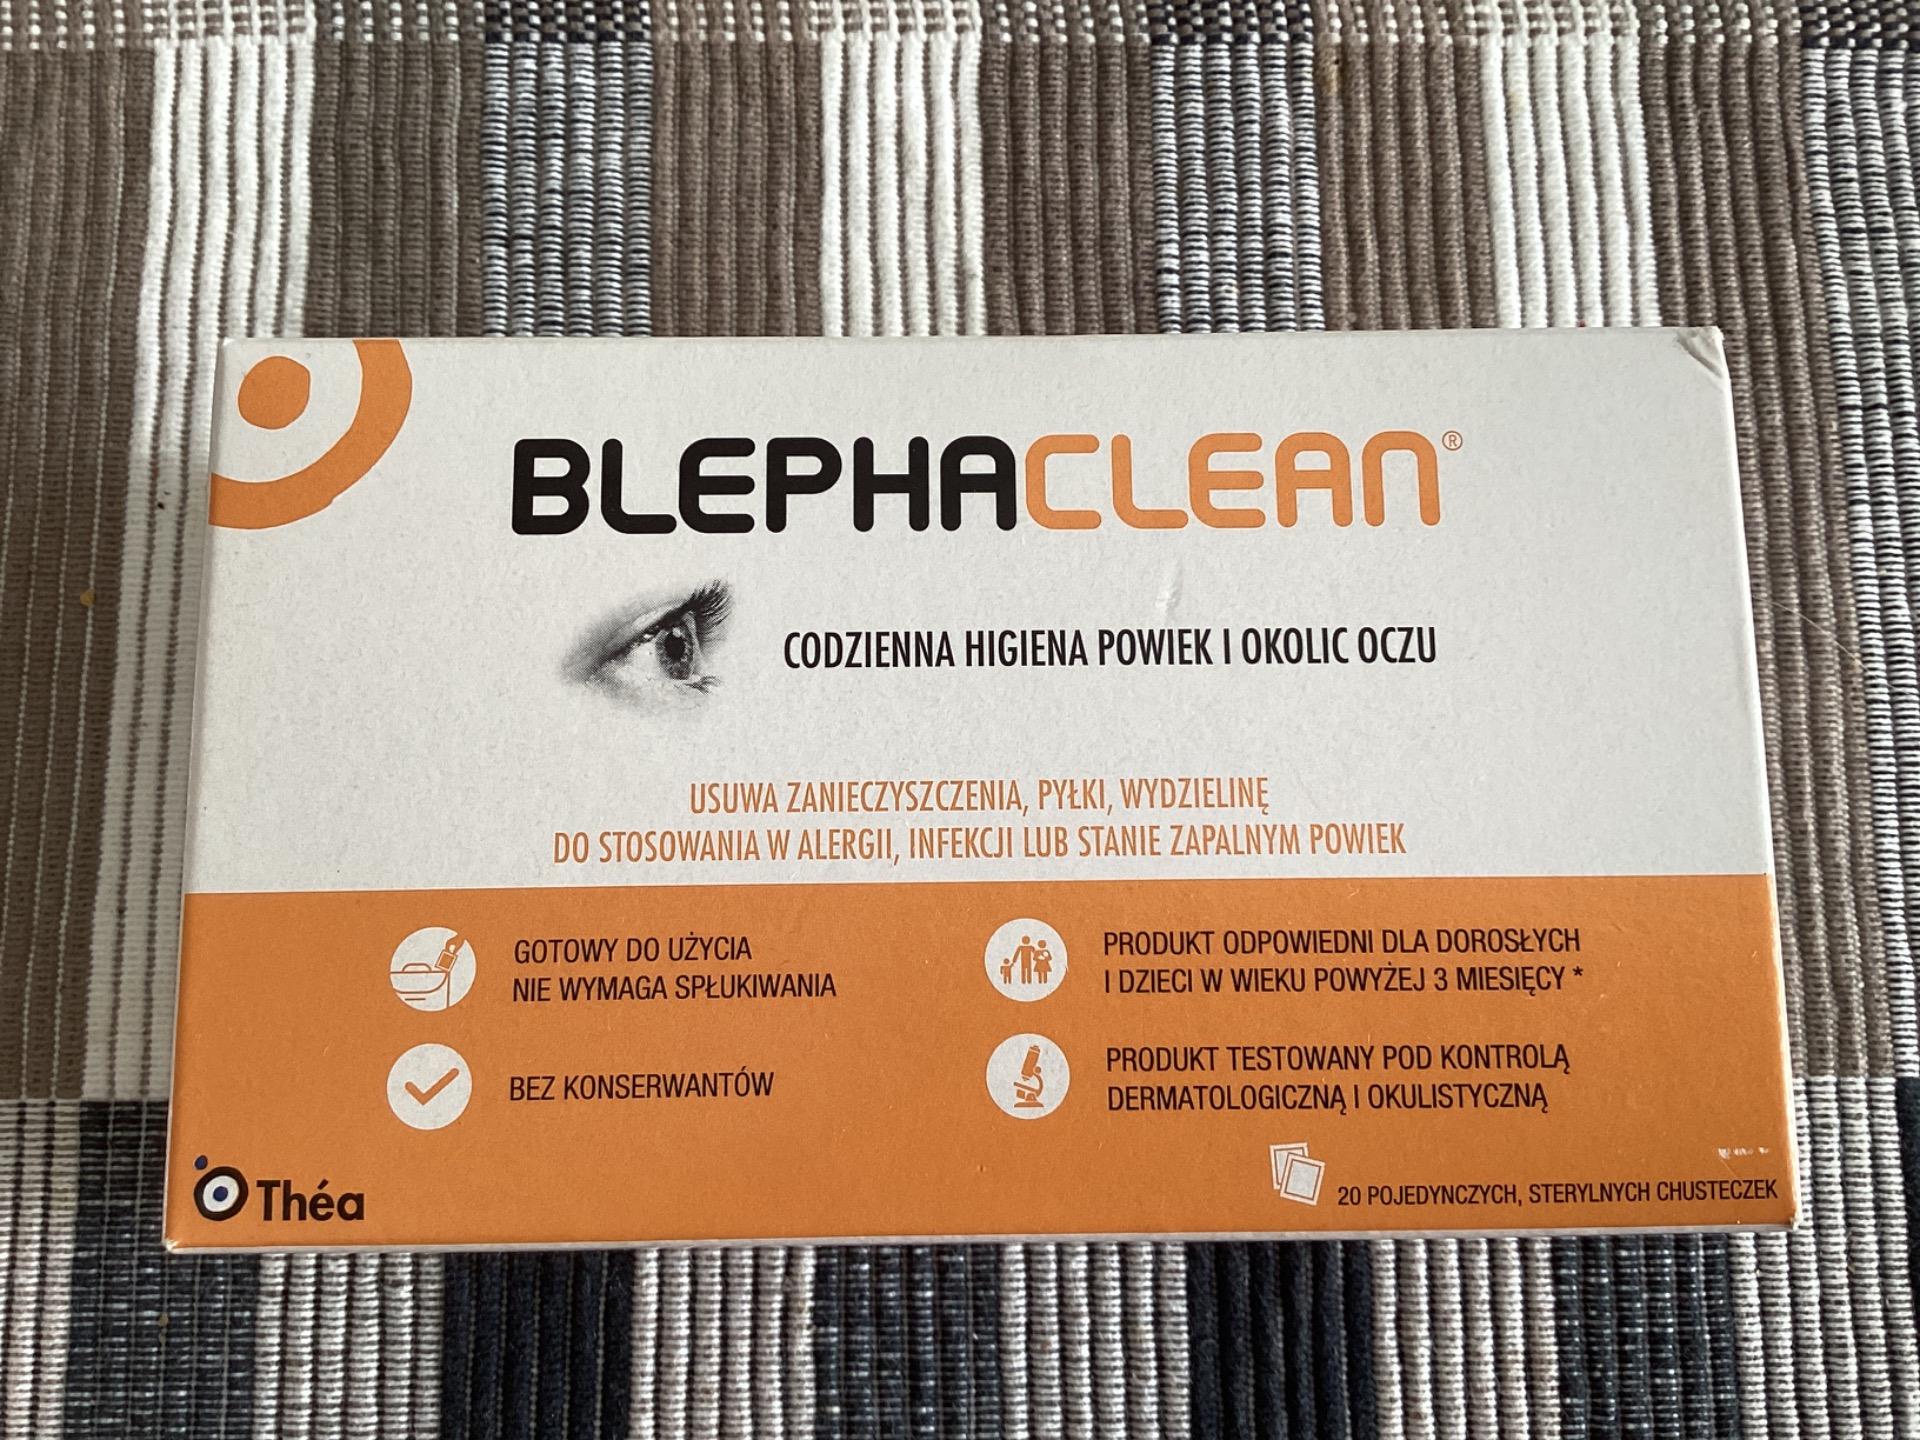 BLEPHACLEAN®
CODZIENNA HIGIENA POWIEK I OKOLIC OCZU
USUWA ZANIECZYSZCZENIA, PYŁKI, WYDZIELINĘ
DO STOSOWANIA W ALERGII, INFEKCJI LUB STANIE ZAPALNYM POWIEK
GOTOWY DO UŻYCIA
NIE WYMAGA SPŁUKIWANIA
PRODUKT ODPOWIEDNI DLA DOROSŁYCH
I DZIECI W WIEKU POWYŻEJ 3 MIESIĘCY *
BEZ KONSERWANTÓW
PRODUKT TESTOWANY POD KONTROLĄ
DERMATOLOGICZNĄ I OKULISTYCZNĄ
Théa
20 POJEDYNCZYCH, STERYLNYCH CHUSTECZEK